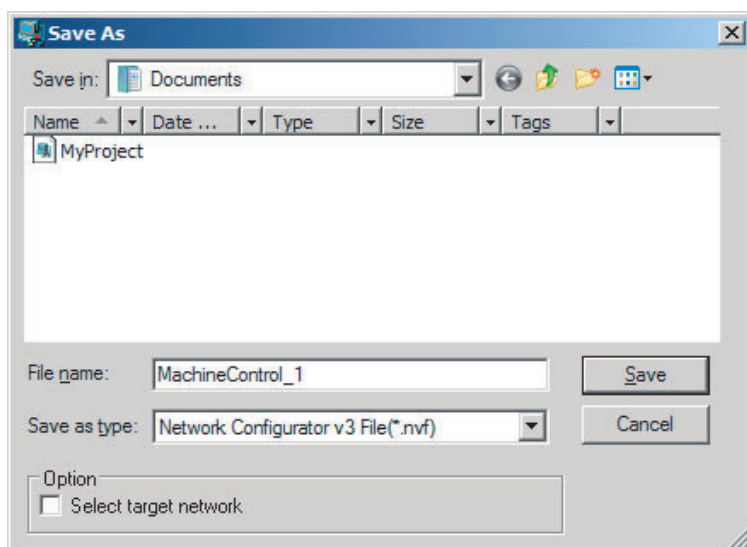 Save As
Save in: Documents
Name Date ... Type Size Tags
MyProject
File name: MachineControl_1 Save
Save as type: Network Configurator v3 File(*.nvf) Cancel
Option
Select target network